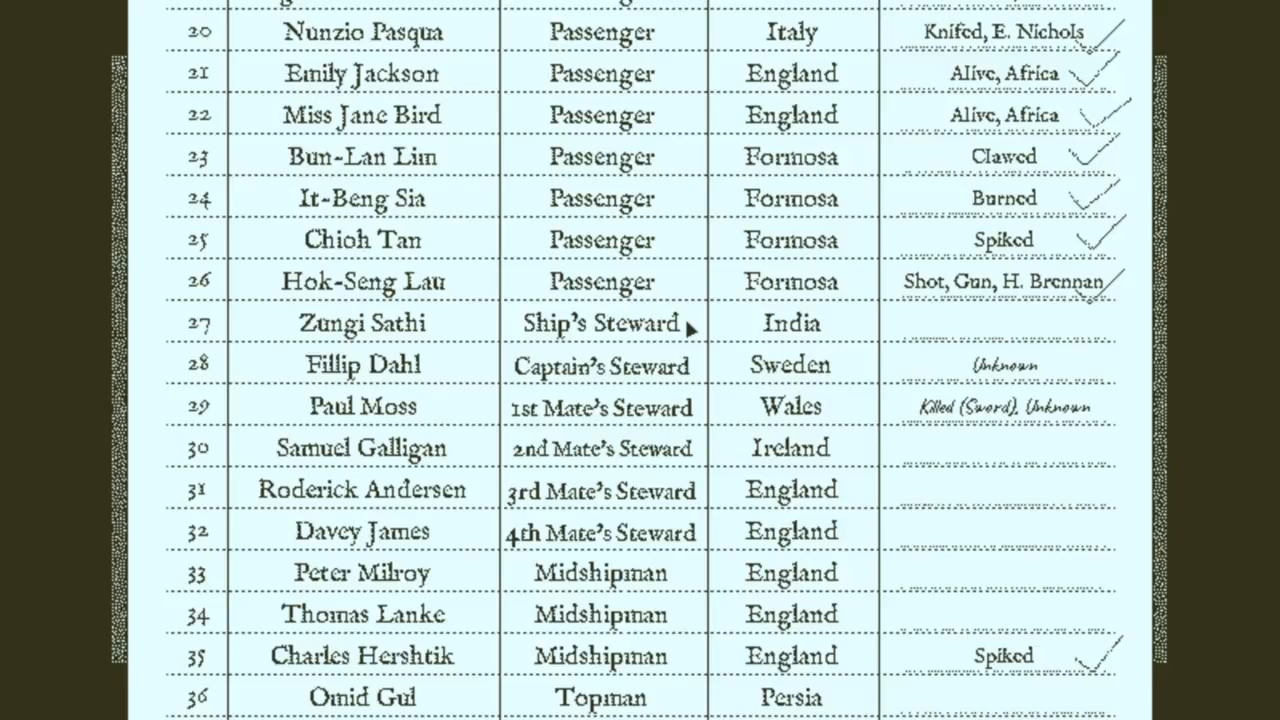 20 Nunzio Pasqua Passenger Italy Knifed, E. Nichols
21 Emily Jackson Passenger England Alive, Africa
22 Miss Jane Bird Passenger England Alive, Africa
23 Bun-Lan Lim Passenger Formosa Clawed
24 It-Beng Sia Passenger Formosa Burned
25 Chioh Tan Passenger Formosa Spiked
26 Hok-Seng Lau Passenger Formosa Shot, Gun, H. Brennan
27 Zungi Sathi Ship's Steward India
28 Fillip Dahl Captain's Steward Sweden Unknown
29 Paul Moss 1st Mate's Steward Wales Killed (Sword), Unknown
30 Samuel Galligan 2nd Mate's Steward Ireland
31 Roderick Andersen 3rd Mate's Steward England
32 Davey James 4th Mate's Steward England
33 Peter Milroy Midshipman England
34 Thomas Lanke Midshipman England
35 Charles Hershtik Midshipman England Spiked
36 Omid Gul Topman Persia